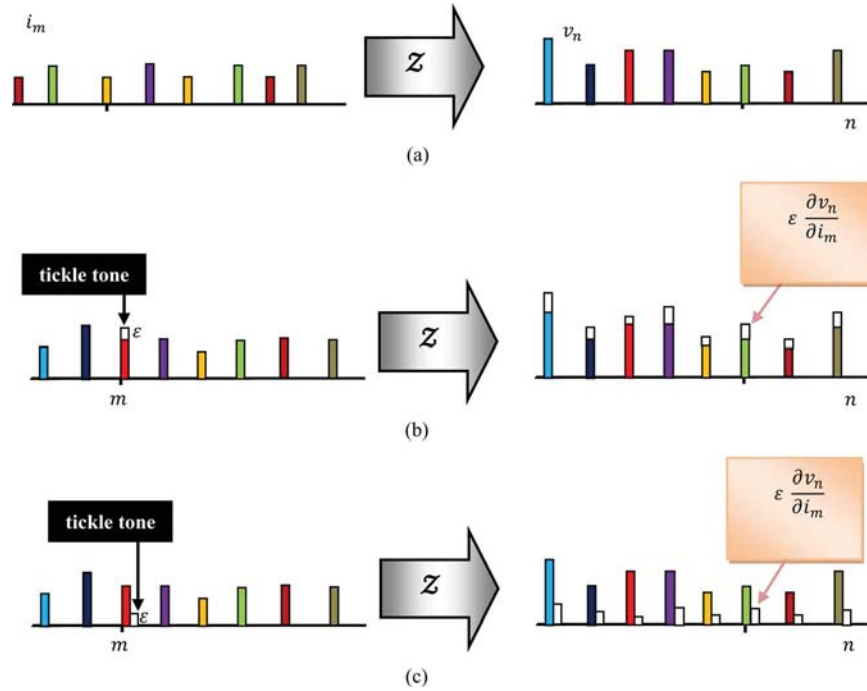 i_m
Z
v_n
n
(a)
ε ∂v_n/∂i_m
tickle tone
ε
Z
m
n
(b)
ε ∂v_n/∂i_m
tickle tone
ε
Z
m
n
(c)